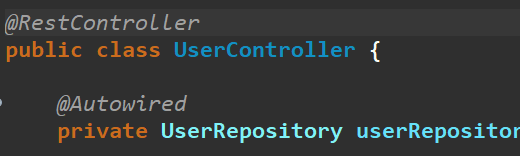 @RestController
public class UserController {
@Autowired
private UserRepository userRepositor